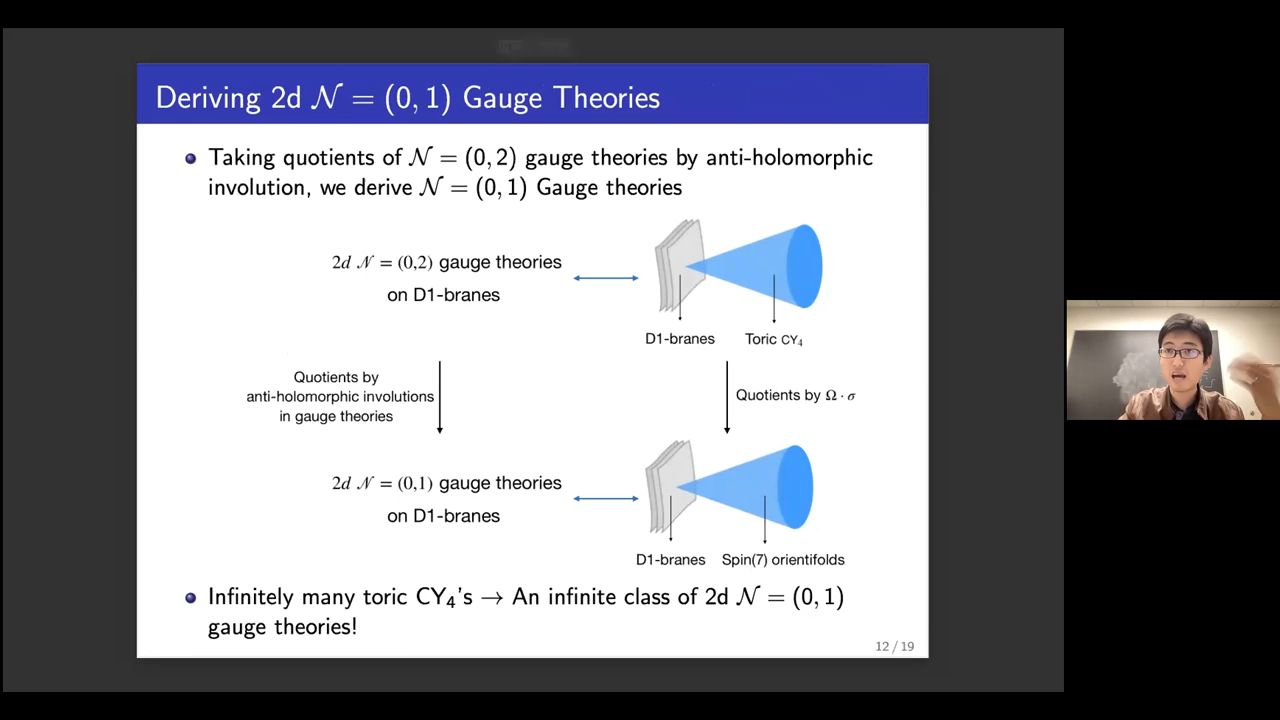 Deriving 2d 𝒩 = (0, 1) Gauge Theories
Taking quotients of 𝒩 = (0, 2) gauge theories by anti-holomorphic
involution, we derive 𝒩 = (0, 1) Gauge theories
2d 𝒩 = (0,2) gauge theories
on D1-branes
D1-branes
Toric CY₄
Quotients by
anti-holomorphic involutions
in gauge theories
Quotients by Ω · σ
2d 𝒩 = (0,1) gauge theories
on D1-branes
D1-branes
Spin(7) orientifolds
Infinitely many toric CY₄'s → An infinite class of 2d 𝒩 = (0, 1)
gauge theories!
12 / 19